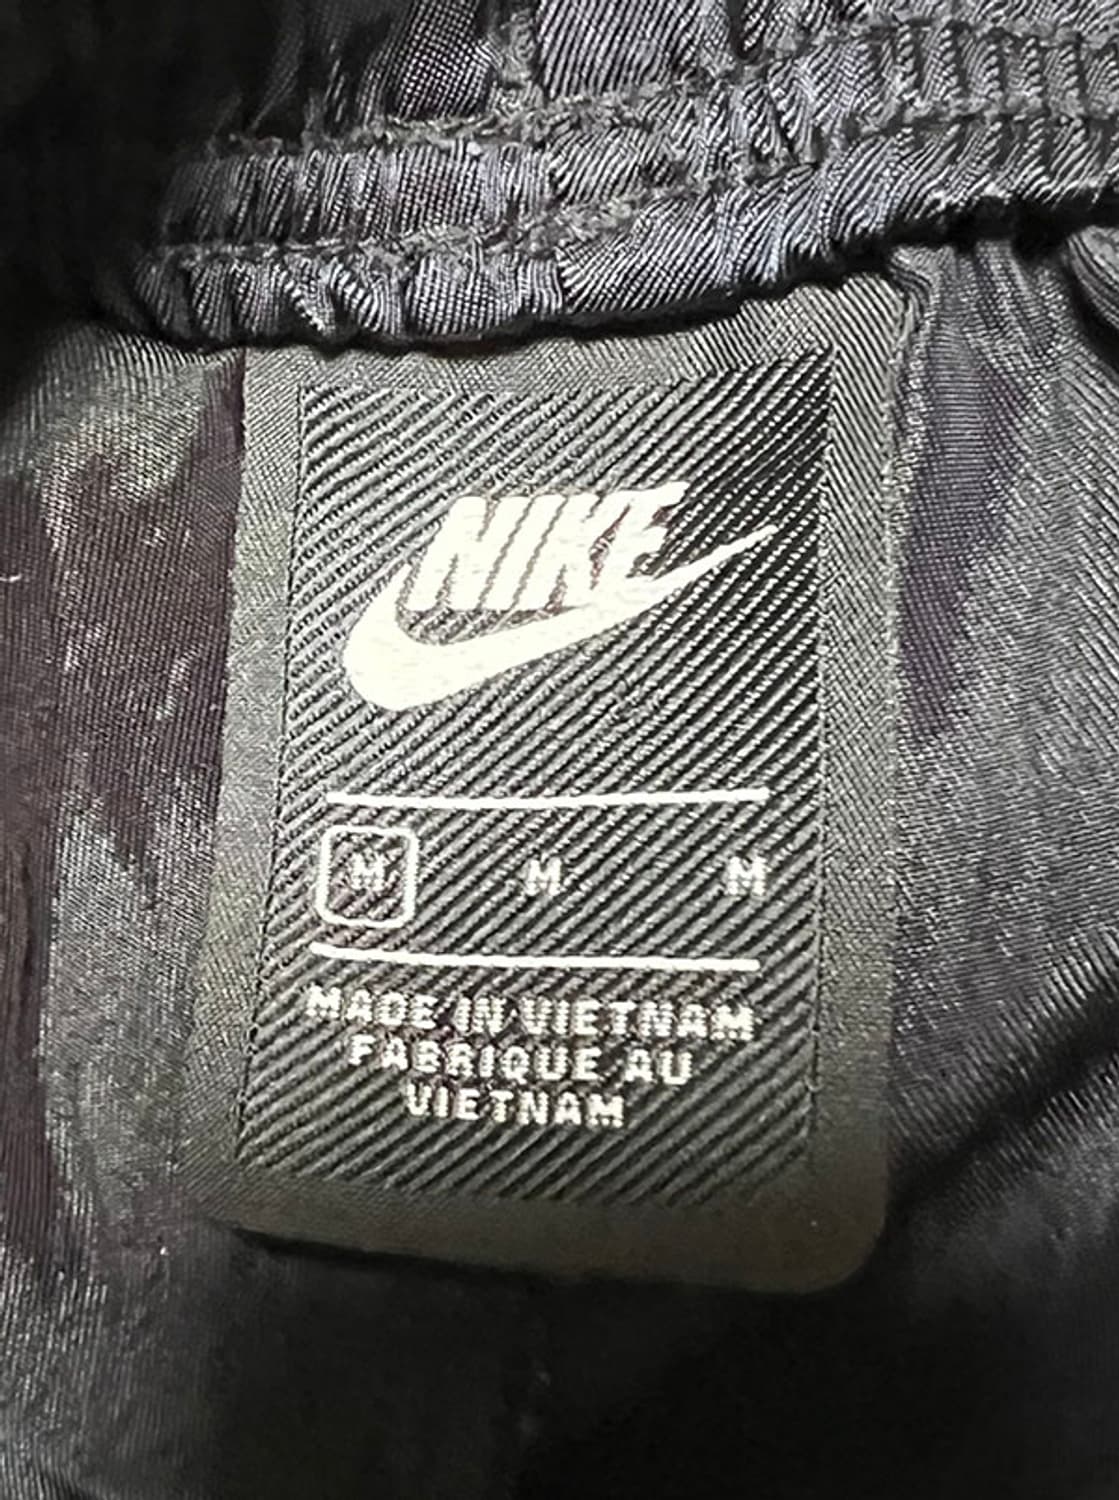 NIKE
M M M
MADE IN VIETNAM
FABRIQUE AU
VIETNAM